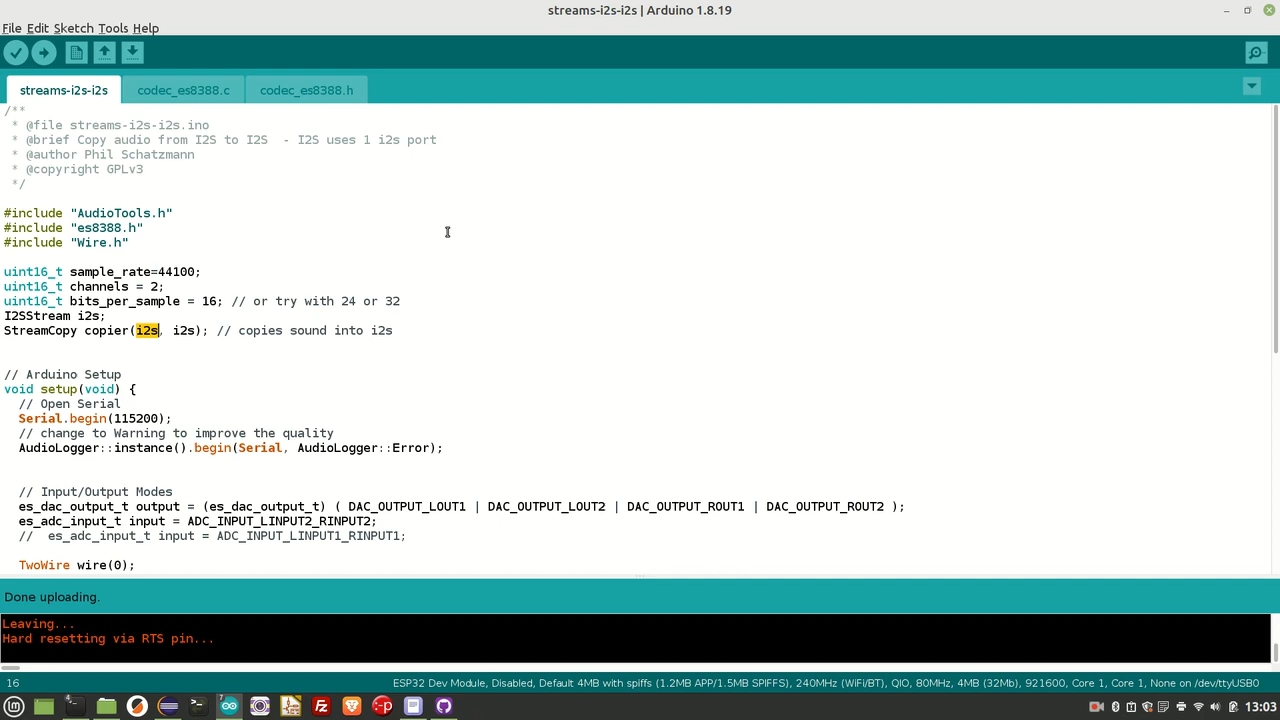 streams-i2s-i2s | Arduino 1.8.19
File Edit Sketch Tools Help
streams-i2s-i2s codec_es8388.c codec_es8388.h
/**
 * @file streams-i2s-i2s.ino
 * @brief Copy audio from I2S to I2S  - I2S uses 1 i2s port
 * @author Phil Schatzmann
 * @copyright GPLv3
 */
#include "AudioTools.h"
#include "es8388.h"
#include "Wire.h"
uint16_t sample_rate=44100;
uint16_t channels = 2;
uint16_t bits_per_sample = 16; // or try with 24 or 32
I2SStream i2s;
StreamCopy copier(i2s, i2s); // copies sound into i2s
// Arduino Setup
void setup(void) {
  // Open Serial
  Serial.begin(115200);
  // change to Warning to improve the quality
  AudioLogger::instance().begin(Serial, AudioLogger::Error);
  // Input/Output Modes
  es_dac_output_t output = (es_dac_output_t) ( DAC_OUTPUT_LOUT1 | DAC_OUTPUT_LOUT2 | DAC_OUTPUT_ROUT1 | DAC_OUTPUT_ROUT2 );
  es_adc_input_t input = ADC_INPUT_LINPUT2_RINPUT2;
  //  es_adc_input_t input = ADC_INPUT_LINPUT1_RINPUT1;
  TwoWire wire(0);
Done uploading.
Leaving...
Hard resetting via RTS pin...
16 ESP32 Dev Module, Disabled, Default 4MB with spiffs (1.2MB APP/1.5MB SPIFFS), 240MHz (WiFi/BT), QIO, 80MHz, 4MB (32Mb), 921600, Core 1, Core 1, None on /dev/ttyUSB0
4 7 13:03